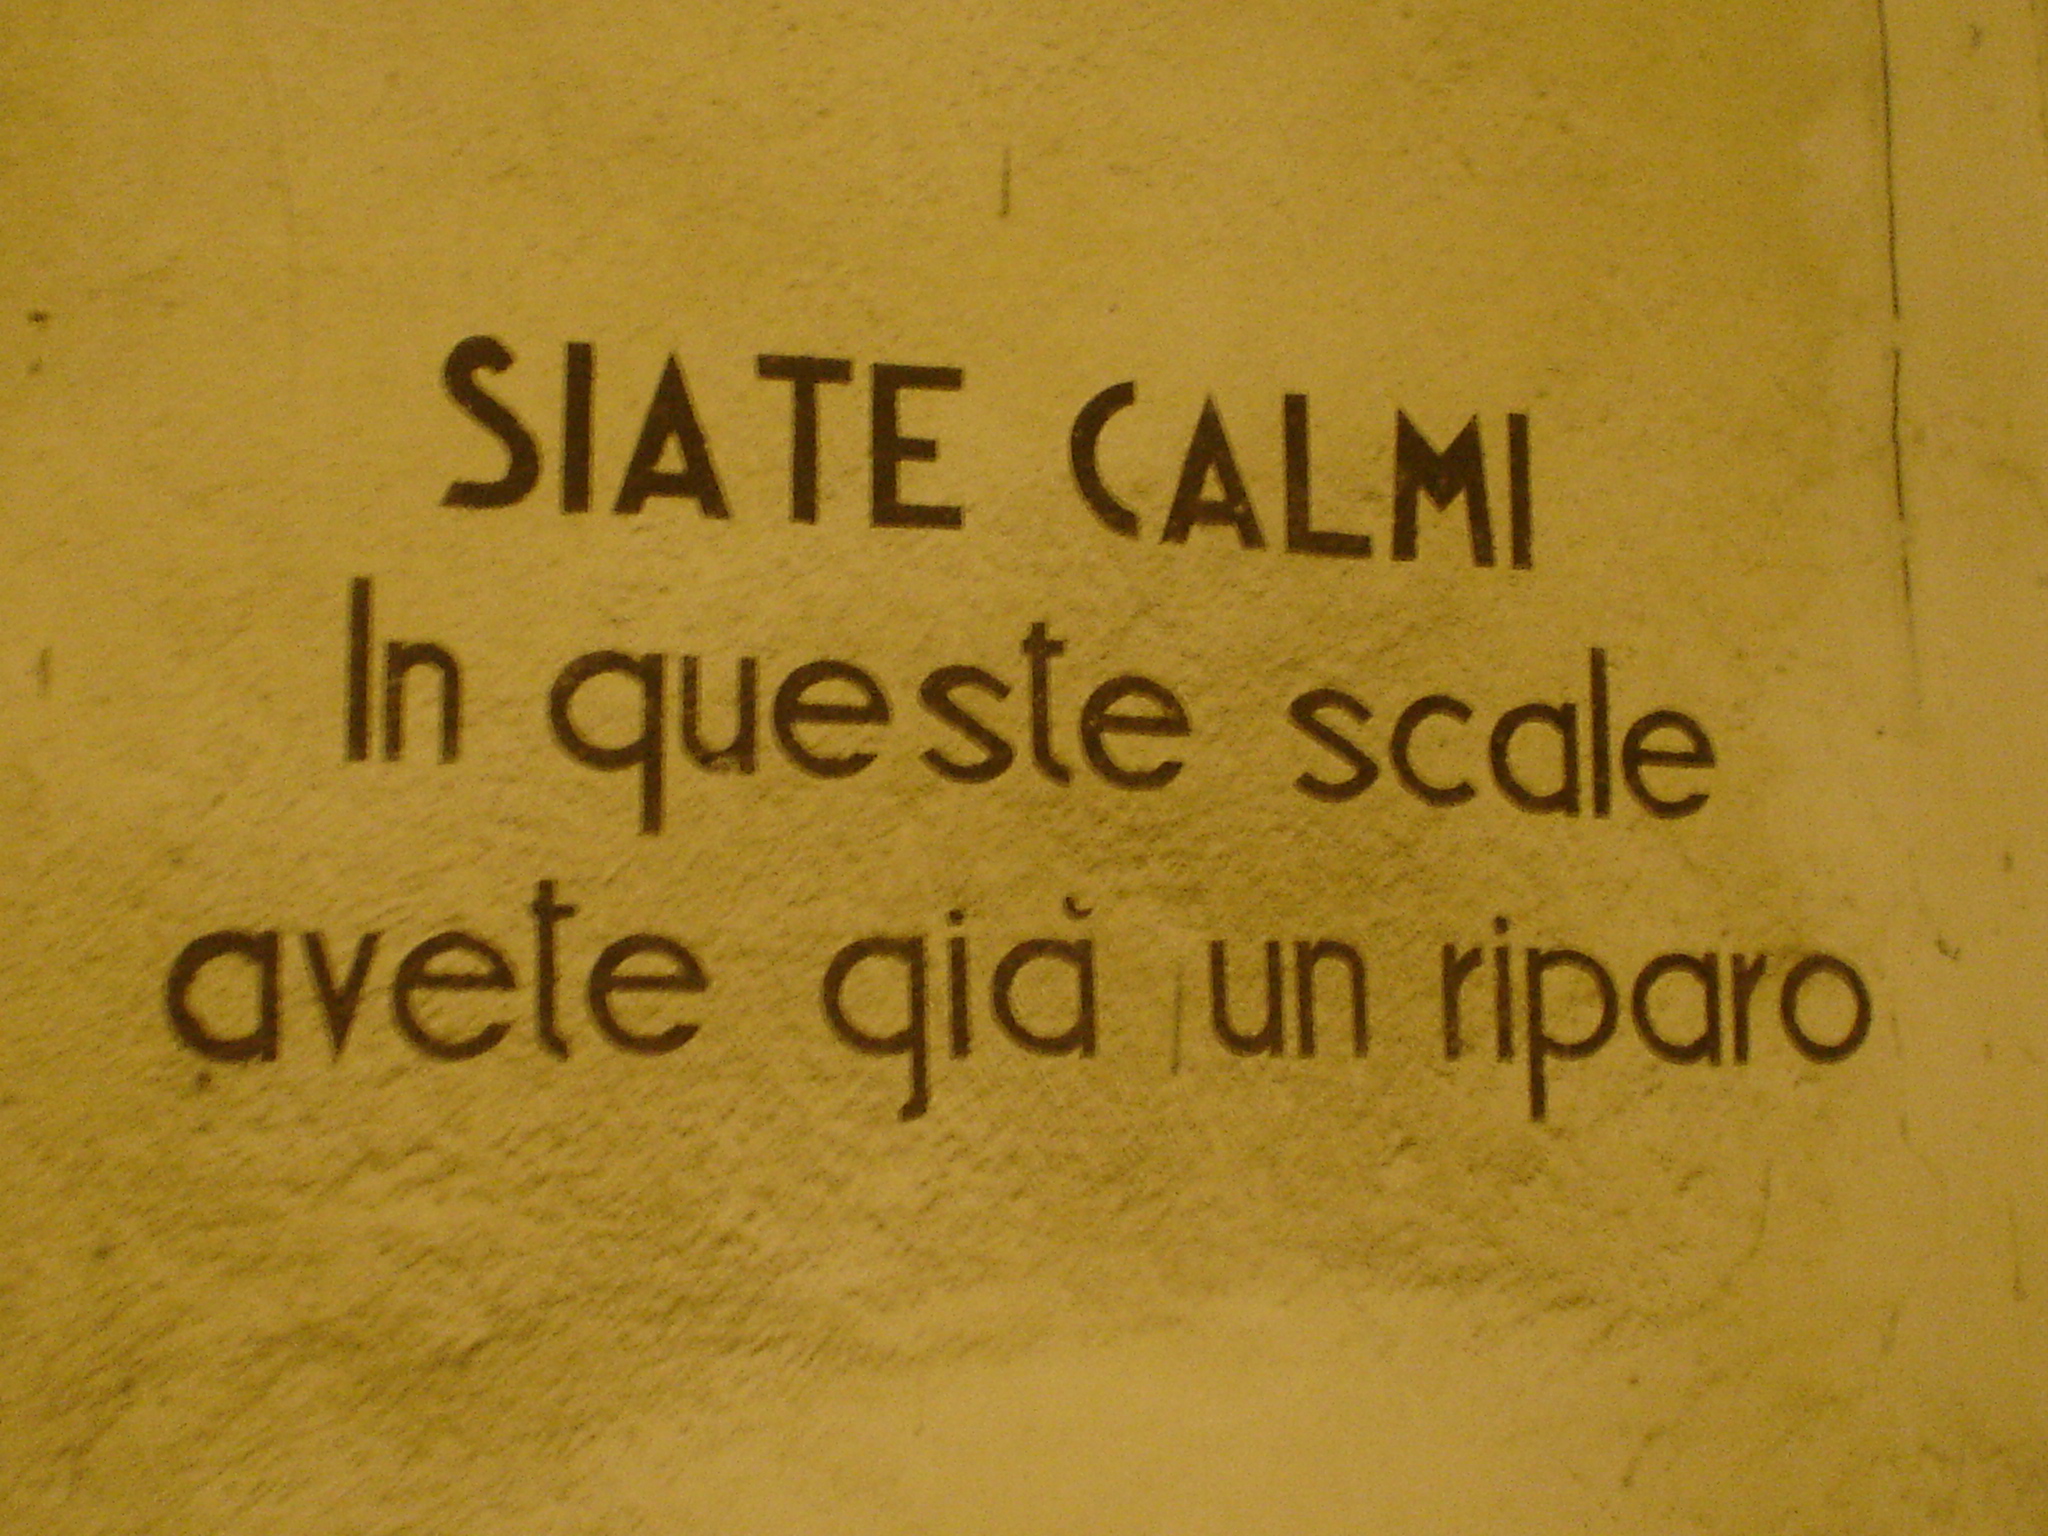 SIATE CALMI
In queste scale
avete già un riparo